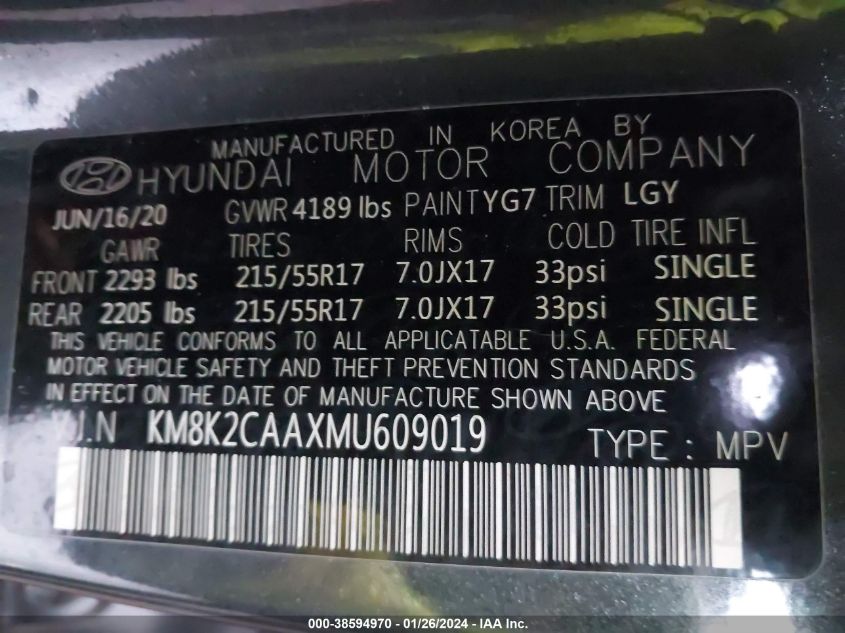 MANUFACTURED IN KOREA BY
HYUNDAI MOTOR COMPANY
JUN/16/20 GVWR 4189 lbs PAINT YG7 TRIM LGY
GAWR TIRES RIMS COLD TIRE INFL
FRONT 2293 lbs 215/55R17 7.0JX17 33psi SINGLE
REAR 2205 lbs 215/55R17 7.0JX17 33psi SINGLE
THIS VEHICLE CONFORMS TO ALL APPLICATABLE U.S.A. FEDERAL
MOTOR VEHICLE SAFETY AND THEFT PREVENTION STANDARDS
IN EFFECT ON THE DATE OF MANUFACTURE SHOWN ABOVE
V.I.N KM8K2CAAXMU609019 TYPE : MPV
000-38594970 - 01/26/2024 - IAA Inc.